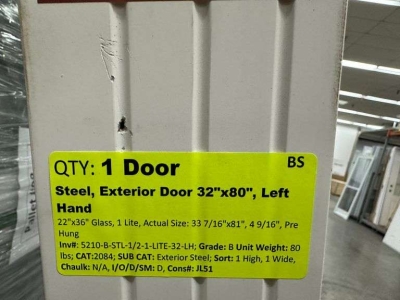 QTY: 1 Door BS
Steel, Exterior Door 32"x80", Left
Hand
22"x36" Glass, 1 Lite, Actual Size: 33 7/16"x81", 4 9/16", Pre
Hung
Inv#: 5210-B-STL-1/2-1-LITE-32-LH; Grade: B Unit Weight: 80
lbs; CAT:2084; SUB CAT: Exterior Steel; Sort: 1 High, 1 Wide,
Chaulk: N/A, I/O/D/SM: D, Cons#: JL51